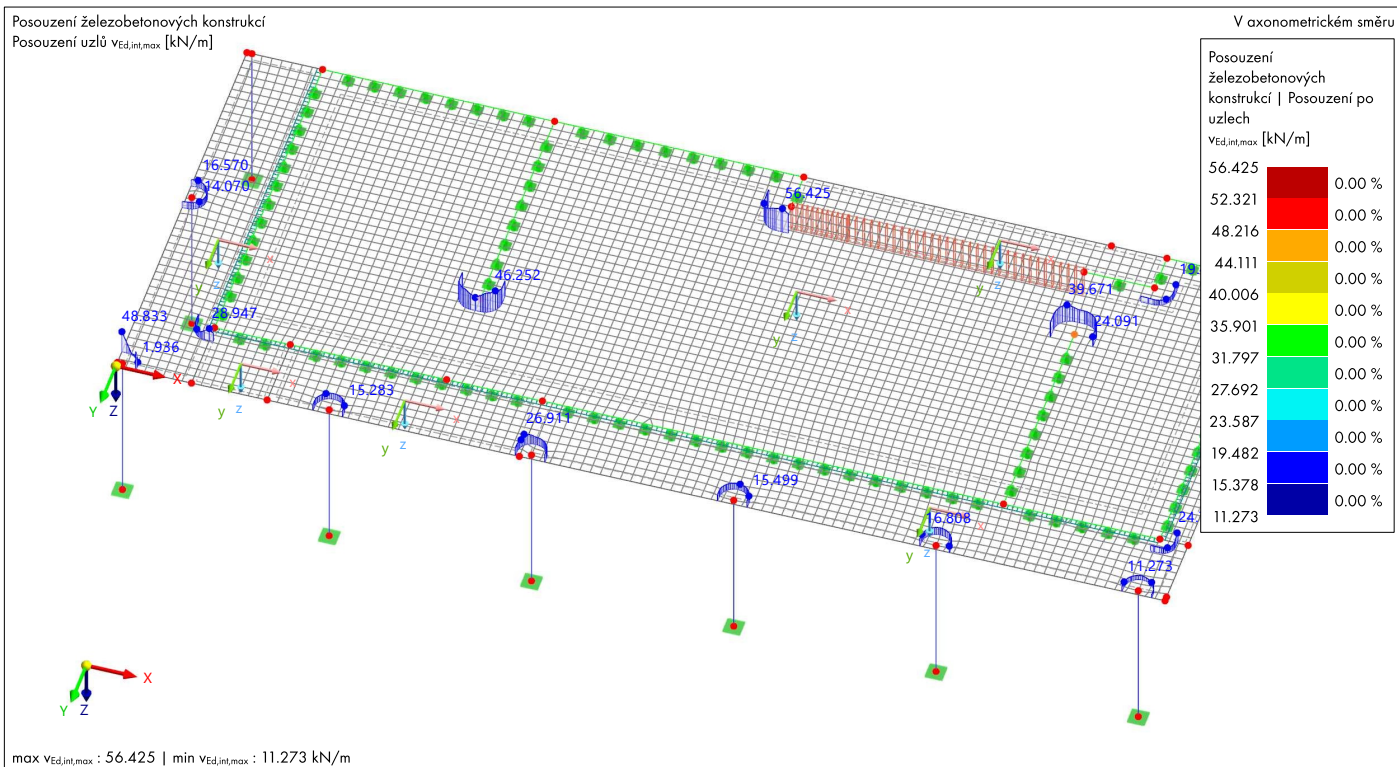 Posouzení železobetonových konstrukcí
Posouzení uzlů vEd,int,max [kN/m]
V axonometrickém směru
Posouzení
železobetonových
konstrukcí | Posouzení po
uzlech
vEd,int,max [kN/m]
56.425
0.00 %
52.321
0.00 %
48.216
0.00 %
44.111
0.00 %
40.006
0.00 %
35.901
0.00 %
31.797
0.00 %
27.692
0.00 %
23.587
0.00 %
19.482
0.00 %
15.378
0.00 %
11.273
16.570
14.070
56.425
x
y
z
46.252
x
y
z
19.
39.671
24.091
x
y
z
48.833
28.947
1.936
X
Y
Z
x
y
z
15.283
x
y
z
26.911
15.499
16.808
x
y
z
24.
11.273
X
Y
Z
max vEd,int,max : 56.425 | min vEd,int,max : 11.273 kN/m